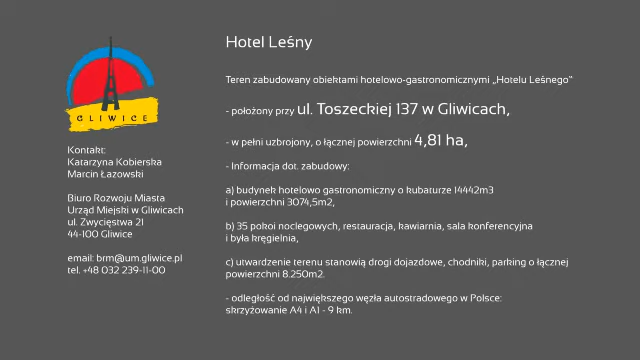 GLIWICE
Kontakt:
Katarzyna Kobierska
Marcin Łazowski
Biuro Rozwoju Miasta
Urząd Miejski w Gliwicach
ul. Zwycięstwa 21
44-100 Gliwice
email: brm@um.gliwice.pl
tel. +48 032 239-11-00
Hotel Leśny
Teren zabudowany obiektami hotelowo-gastronomicznymi „Hotelu Leśnego"
- położony przy ul. Toszeckiej 137 w Gliwicach,
- w pełni uzbrojony, o łącznej powierzchni 4,81 ha,
- Informacja dot. zabudowy:
a) budynek hotelowo gastronomiczny o kubaturze 14442m3
i powierzchni 3074,5m2,
b) 35 pokoi noclegowych, restauracja, kawiarnia, sala konferencyjna
i była kręgielnia,
c) utwardzenie terenu stanowią drogi dojazdowe, chodniki, parking o łącznej
powierzchni 8.250m2.
- odległość od największego węzła autostradowego w Polsce:
skrzyżowanie A4 i A1 - 9 km.